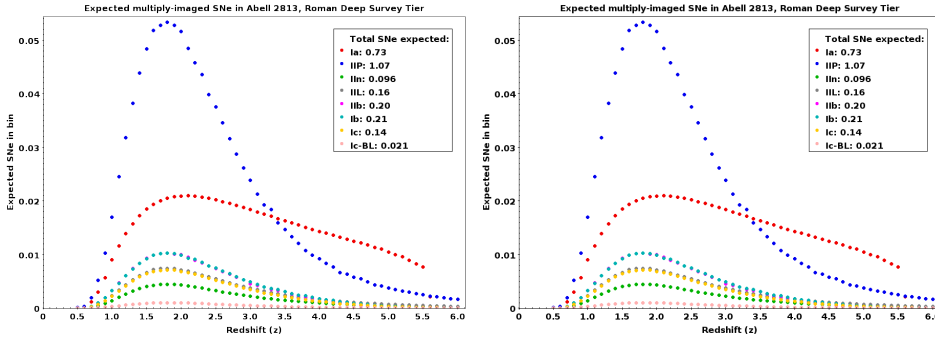 Expected multiply-imaged SNe in Abell 2813, Roman Deep Survey Tier
Expected SNe in bin
0.05
0.04
0.03
0.02
0.01
0
Total SNe expected:
Ia: 0.73
IIP: 1.07
IIn: 0.096
IIL: 0.16
IIb: 0.20
Ib: 0.21
Ic: 0.14
Ic-BL: 0.021
0 0.5 1.0 1.5 2.0 2.5 3.0 3.5 4.0 4.5 5.0 5.5 6.0
Redshift (z)
Expected multiply-imaged SNe in Abell 2813, Roman Deep Survey Tier
Expected SNe in bin
0.05
0.04
0.03
0.02
0.01
0
Total SNe expected:
Ia: 0.73
IIP: 1.07
IIn: 0.096
IIL: 0.16
IIb: 0.20
Ib: 0.21
Ic: 0.14
Ic-BL: 0.021
0 0.5 1.0 1.5 2.0 2.5 3.0 3.5 4.0 4.5 5.0 5.5 6.0
Redshift (z)